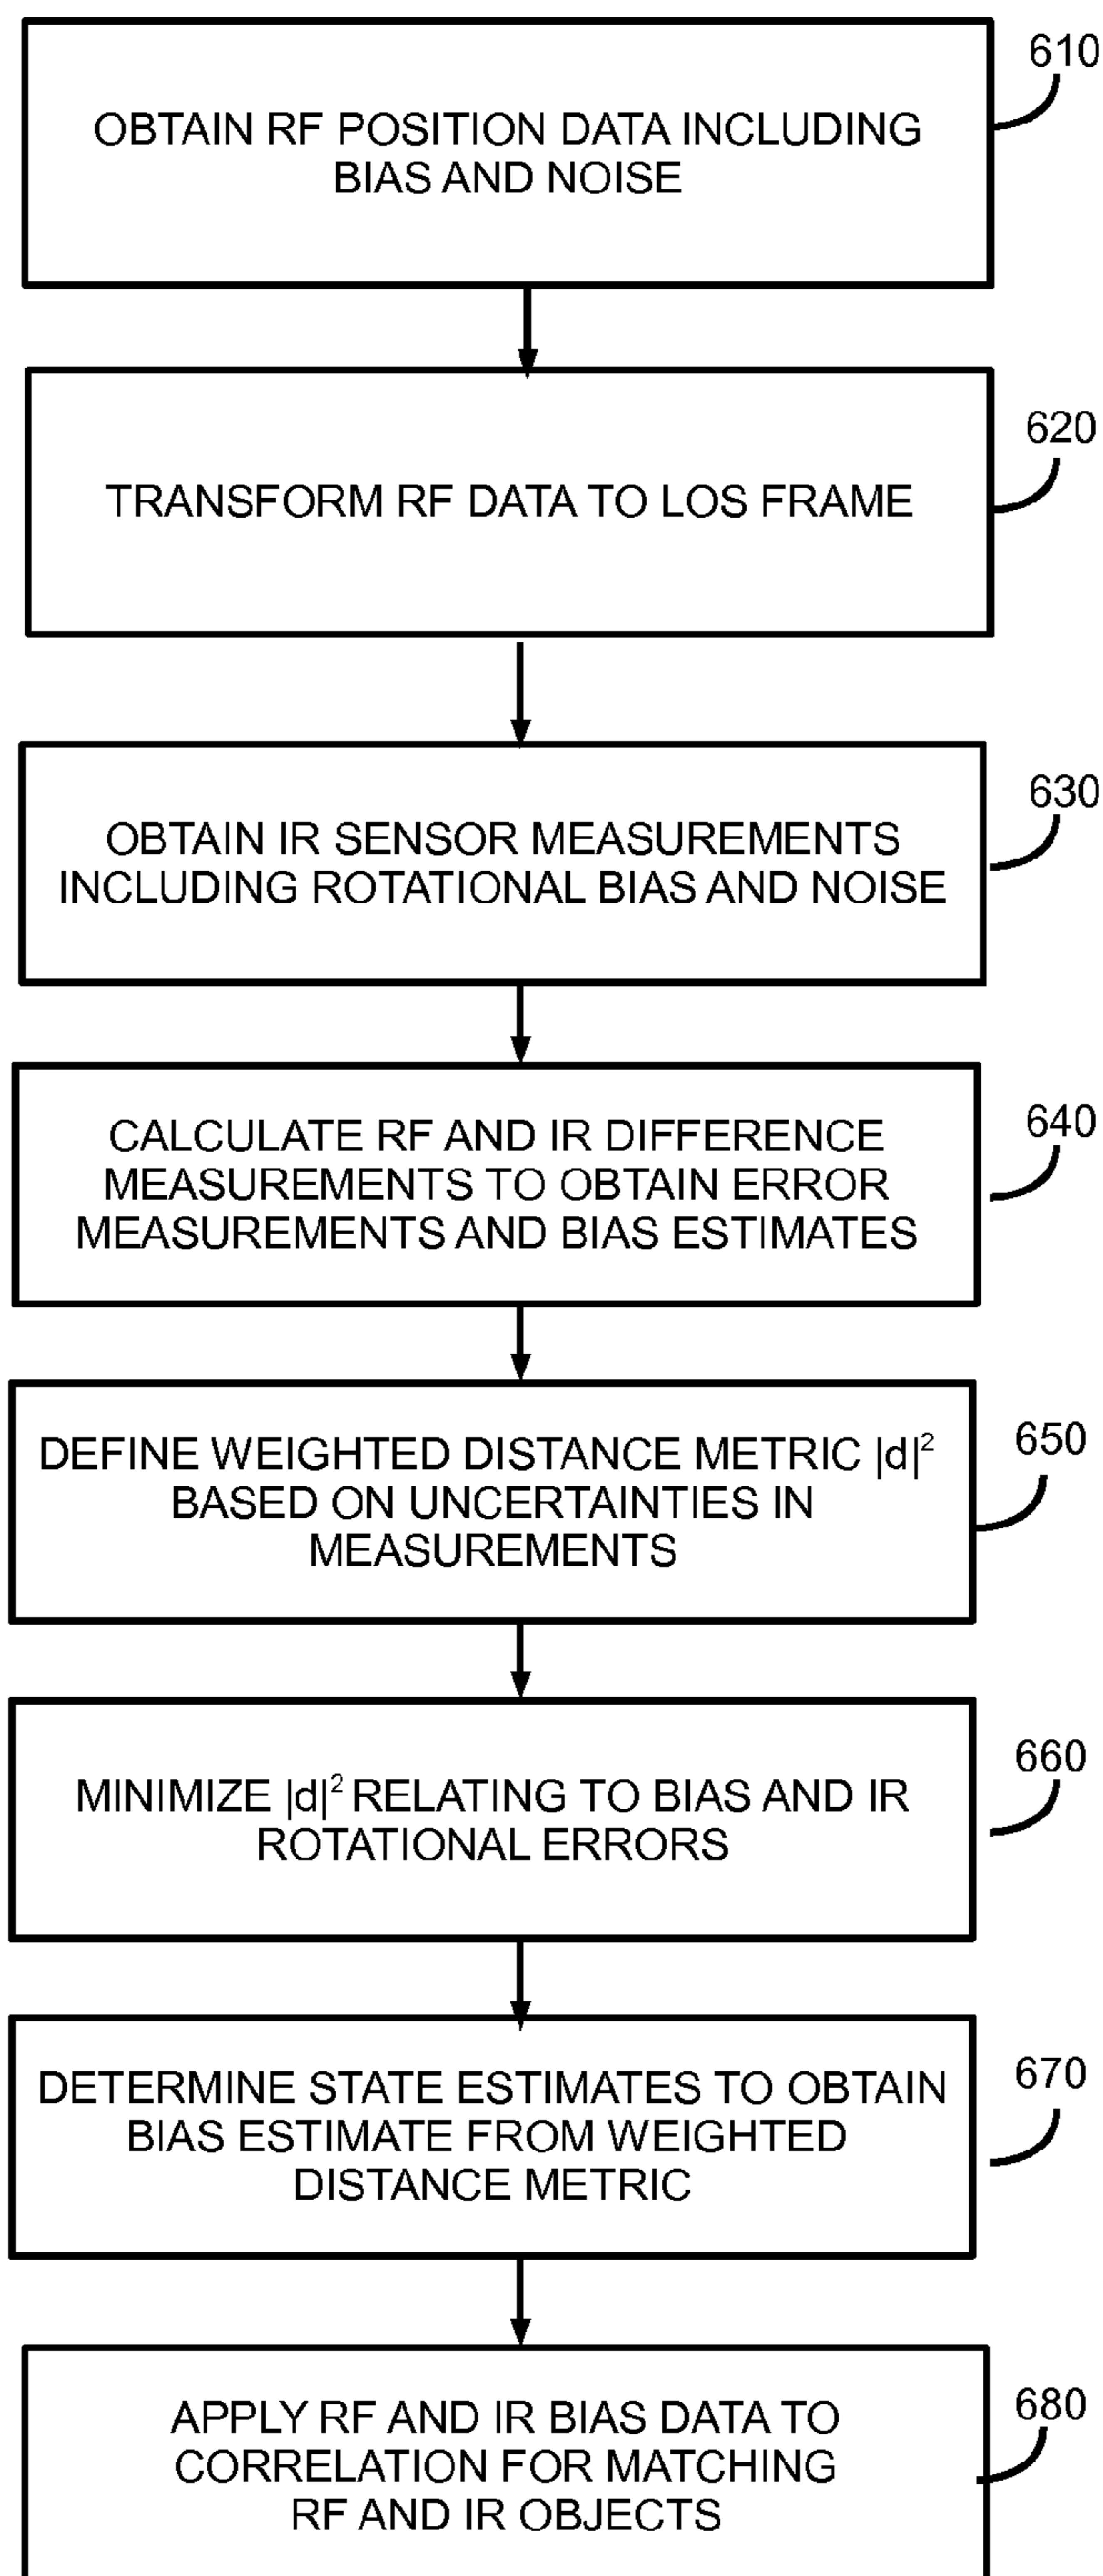 610
OBTAIN RF POSITION DATA INCLUDING
BIAS AND NOISE
620
TRANSFORM RF DATA TO LOS FRAME
630
OBTAIN IR SENSOR MEASUREMENTS
INCLUDING ROTATIONAL BIAS AND NOISE
640
CALCULATE RF AND IR DIFFERENCE
MEASUREMENTS TO OBTAIN ERROR
MEASUREMENTS AND BIAS ESTIMATES
650
DEFINE WEIGHTED DISTANCE METRIC |d|²
BASED ON UNCERTAINTIES IN
MEASUREMENTS
660
MINIMIZE |d|² RELATING TO BIAS AND IR
ROTATIONAL ERRORS
670
DETERMINE STATE ESTIMATES TO OBTAIN
BIAS ESTIMATE FROM WEIGHTED
DISTANCE METRIC
680
APPLY RF AND IR BIAS DATA TO
CORRELATION FOR MATCHING
RF AND IR OBJECTS